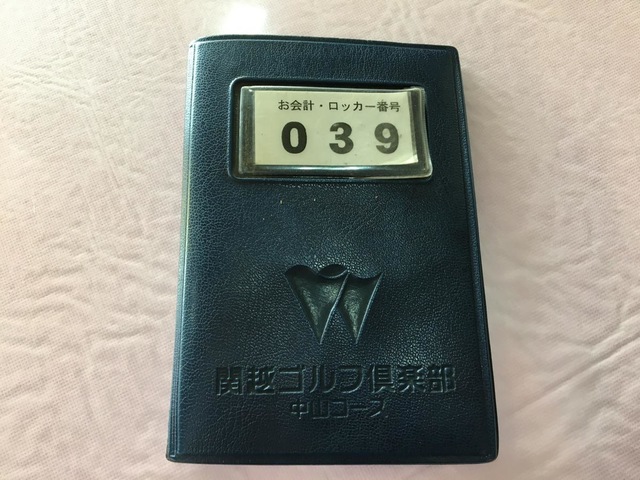 お会計・ロッカー番号
039
関越ゴルフ倶楽部
中山コース